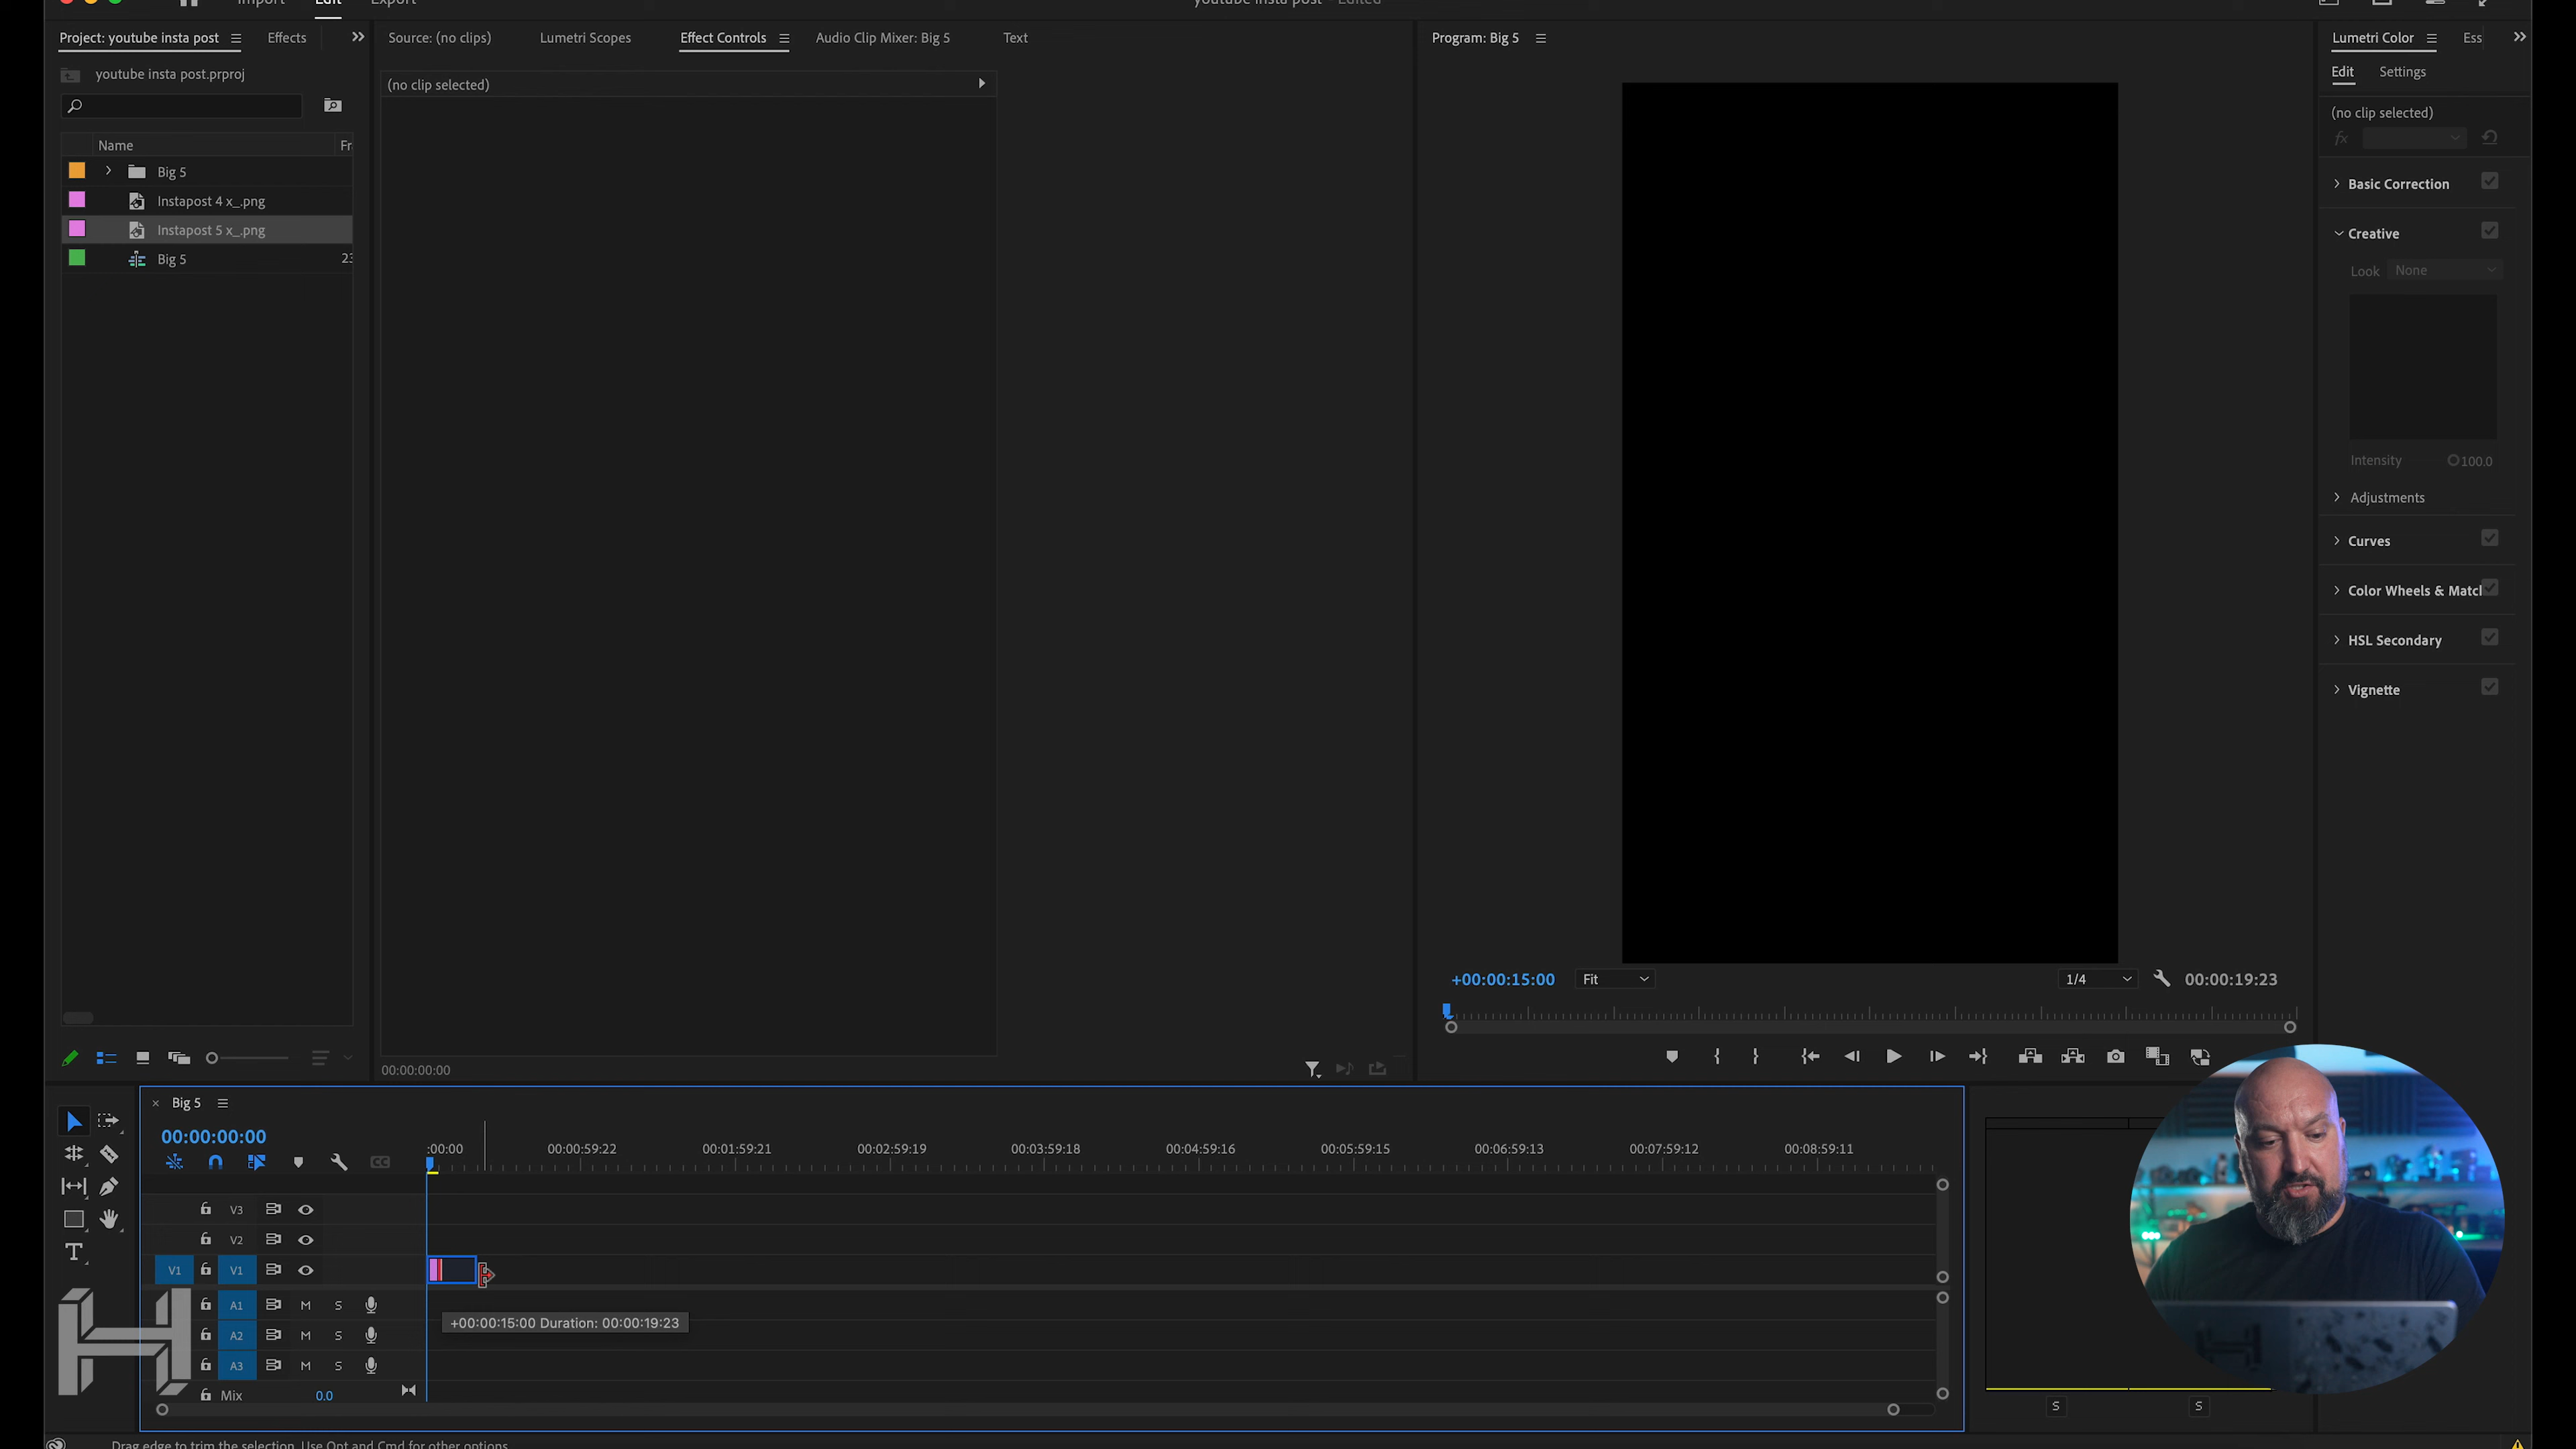 Import Edit Export
youtube insta post - Edited
Project: youtube insta post Effects
Source: (no clips) Lumetri Scopes Effect Controls Audio Clip Mixer: Big 5 Text
Program: Big 5
Lumetri Color Ess
youtube insta post.prproj
Edit Settings
(no clip selected)
(no clip selected)
fx
Name Fr
Big 5
Instapost 4 x_.png
Instapost 5 x_.png
Big 5 23
Basic Correction
Creative
Look None
Intensity 100.0
Adjustments
Curves
Color Wheels & Matcl
HSL Secondary
Vignette
+00:00:15:00 Fit 1/4 00:00:19:23
00:00:00:00
Big 5
00:00:00:00
:00:00 00:00:59:22 00:01:59:21 00:02:59:19 00:03:59:18 00:04:59:16 00:05:59:15 00:06:59:13 00:07:59:12 00:08:59:11
CC
V3
V2
V1 V1
A1 M S
+00:00:15:00 Duration: 00:00:19:23
A2 M S
A3 M S
Mix 0.0
S S
Drag edge to trim the selection. Use Opt and Cmd for other options.